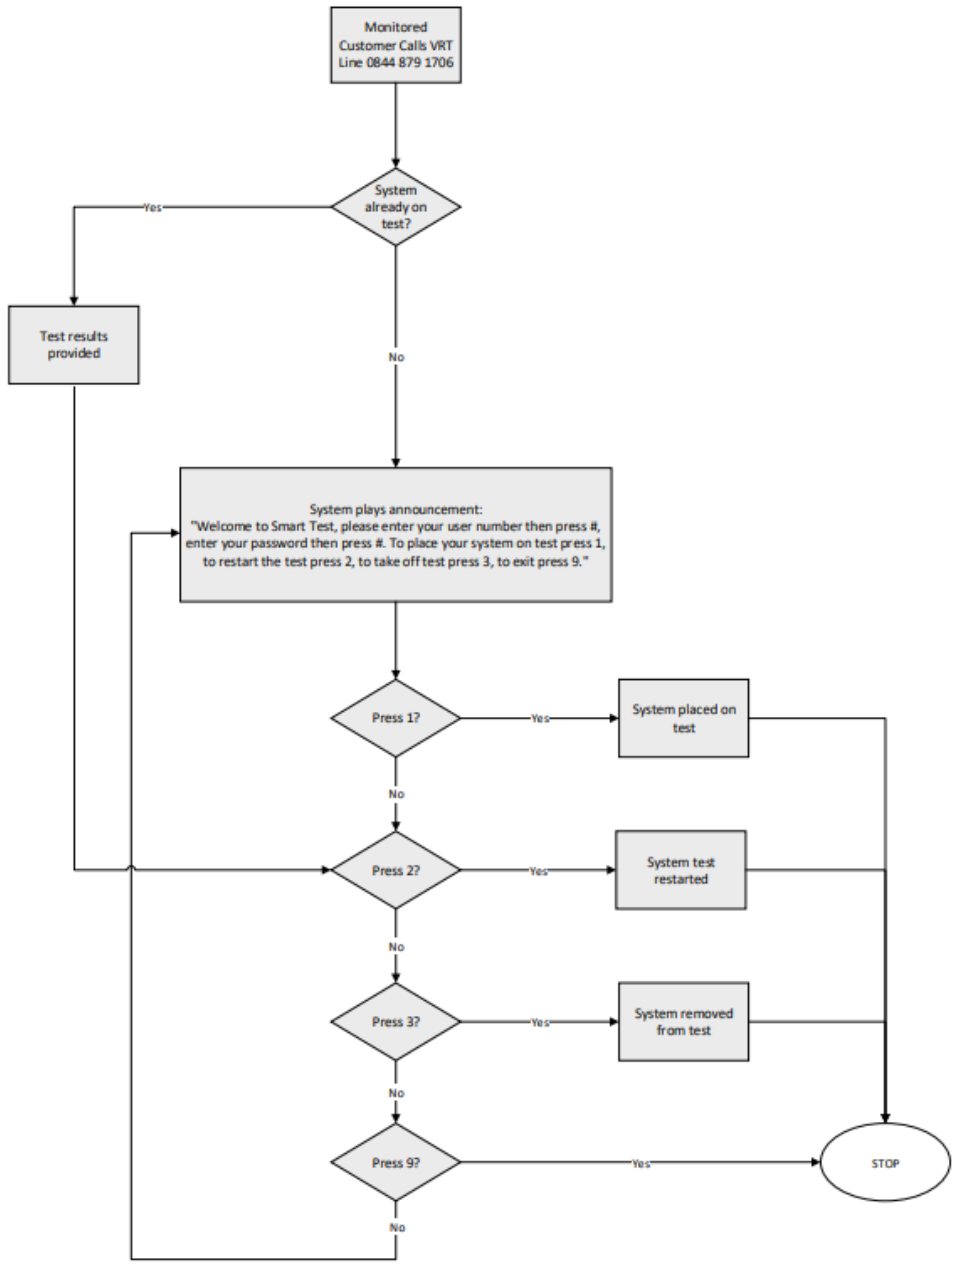 Monitored
Customer Calls VRT
Line 0844 879 1706
System
already on
test?
Yes
Test results
provided
No
System plays announcement:
"Welcome to Smart Test, please enter your user number then press #,
enter your password then press #. To place your system on test press 1,
to restart the test press 2, to take off test press 3, to exit press 9."
Press 1?
Yes
System placed on
test
No
Press 2?
Yes
System test
restarted
No
Press 3?
Yes
System removed
from test
No
Press 9?
Yes
STOP
No